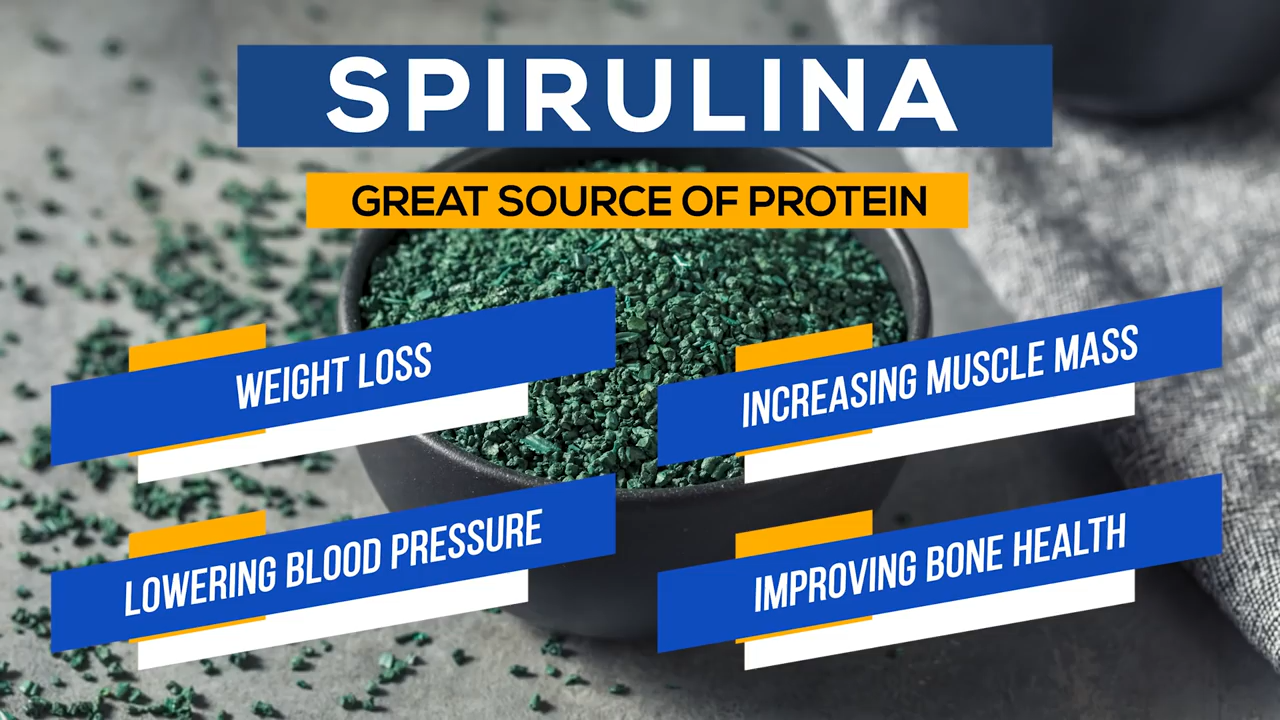 SPIRULINA
GREAT SOURCE OF PROTEIN
WEIGHT LOSS
INCREASING MUSCLE MASS
LOWERING BLOOD PRESSURE
IMPROVING BONE HEALTH